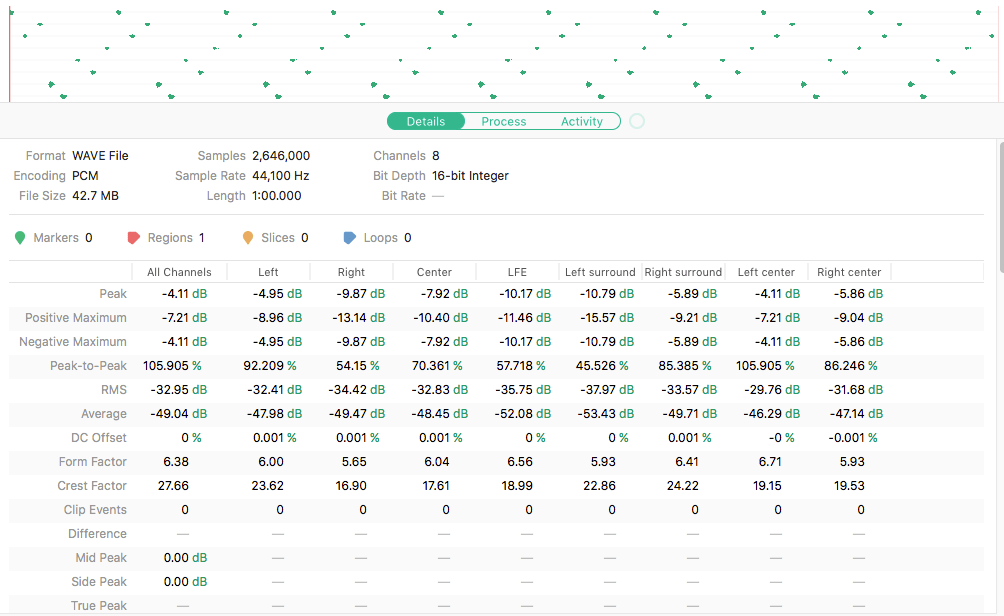 Details Process Activity
Format WAVE File Samples 2,646,000 Channels 8
Encoding PCM Sample Rate 44,100 Hz Bit Depth 16-bit Integer
File Size 42.7 MB Length 1:00.000 Bit Rate —
Markers 0 Regions 1 Slices 0 Loops 0
All Channels Left Right Center LFE Left surround Right surround Left center Right center
Peak -4.11 dB -4.95 dB -9.87 dB -7.92 dB -10.17 dB -10.79 dB -5.89 dB -4.11 dB -5.86 dB
Positive Maximum -7.21 dB -8.96 dB -13.14 dB -10.40 dB -11.46 dB -15.57 dB -9.21 dB -7.21 dB -9.04 dB
Negative Maximum -4.11 dB -4.95 dB -9.87 dB -7.92 dB -10.17 dB -10.79 dB -5.89 dB -4.11 dB -5.86 dB
Peak-to-Peak 105.905 % 92.209 % 54.15 % 70.361 % 57.718 % 45.526 % 85.385 % 105.905 % 86.246 %
RMS -32.95 dB -32.41 dB -34.42 dB -32.83 dB -35.75 dB -37.97 dB -33.57 dB -29.76 dB -31.68 dB
Average -49.04 dB -47.98 dB -49.47 dB -48.45 dB -52.08 dB -53.43 dB -49.71 dB -46.29 dB -47.14 dB
DC Offset 0 % 0.001 % 0.001 % 0.001 % 0 % 0 % 0.001 % -0 % -0.001 %
Form Factor 6.38 6.00 5.65 6.04 6.56 5.93 6.41 6.71 5.93
Crest Factor 27.66 23.62 16.90 17.61 18.99 22.86 24.22 19.15 19.53
Clip Events 0 0 0 0 0 0 0 0 0
Difference — — — — — — — — —
Mid Peak 0.00 dB — — — — — — — —
Side Peak 0.00 dB — — — — — — — —
True Peak — — — — — — — — —